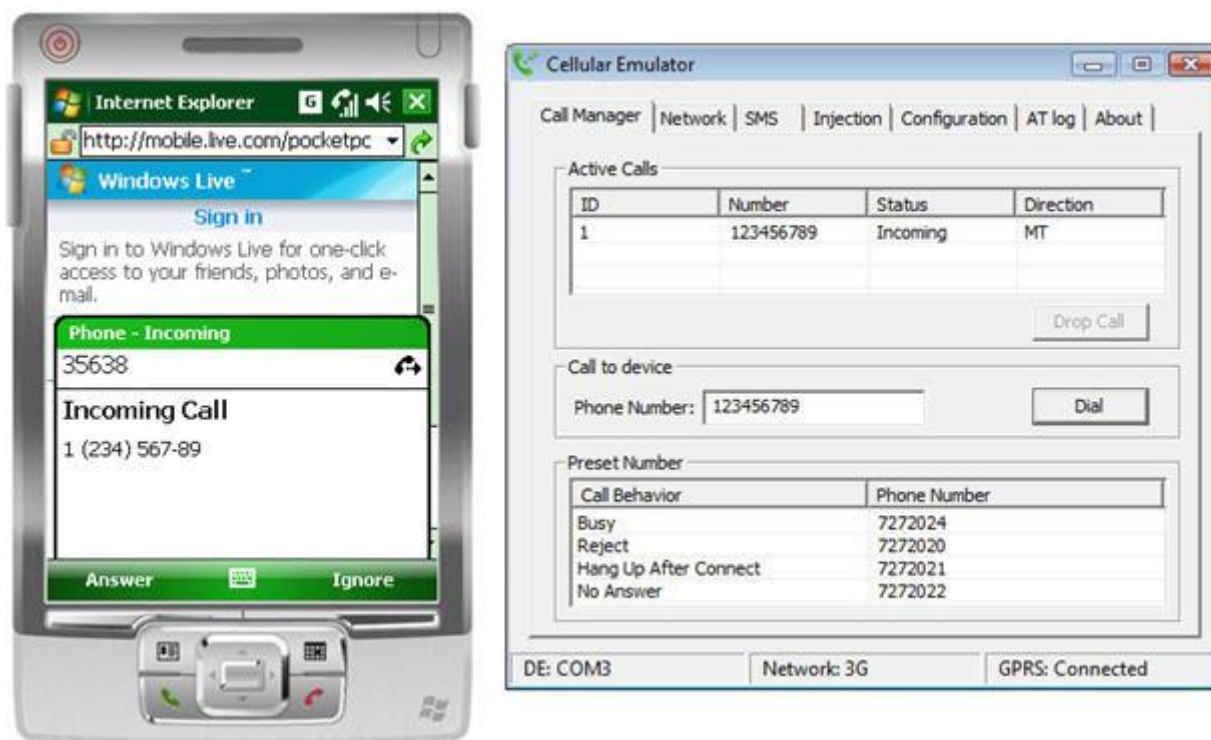 Internet Explorer G
http://mobile.live.com/pocketpc
Windows Live ™
Sign in
Sign in to Windows Live for one-click
access to your friends, photos, and e-
mail.
Phone - Incoming
35638
Incoming Call
1 (234) 567-89
Answer Ignore
Cellular Emulator
Call Manager Network SMS Injection Configuration AT log About
Active Calls
ID Number Status Direction
1 123456789 Incoming MT
Drop Call
Call to device
Phone Number: 123456789 Dial
Preset Number
Call Behavior Phone Number
Busy 7272024
Reject 7272020
Hang Up After Connect 7272021
No Answer 7272022
DE: COM3 Network: 3G GPRS: Connected